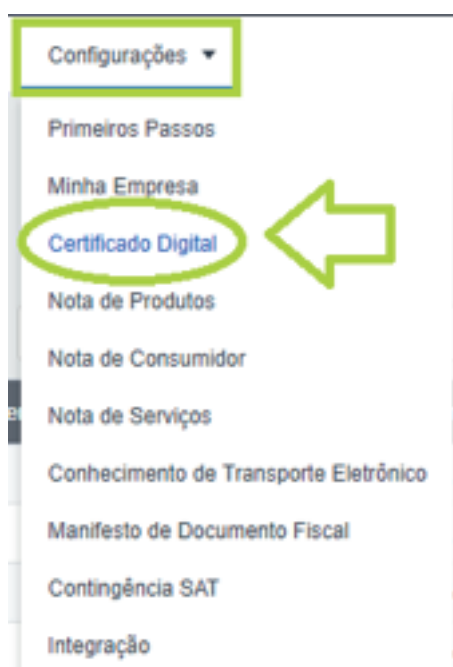 Configurações
Primeiros Passos
Minha Empresa
Certificado Digital
Nota de Produtos
Nota de Consumidor
Nota de Serviços
Conhecimento de Transporte Eletrônico
Manifesto de Documento Fiscal
Contingência SAT
Integração